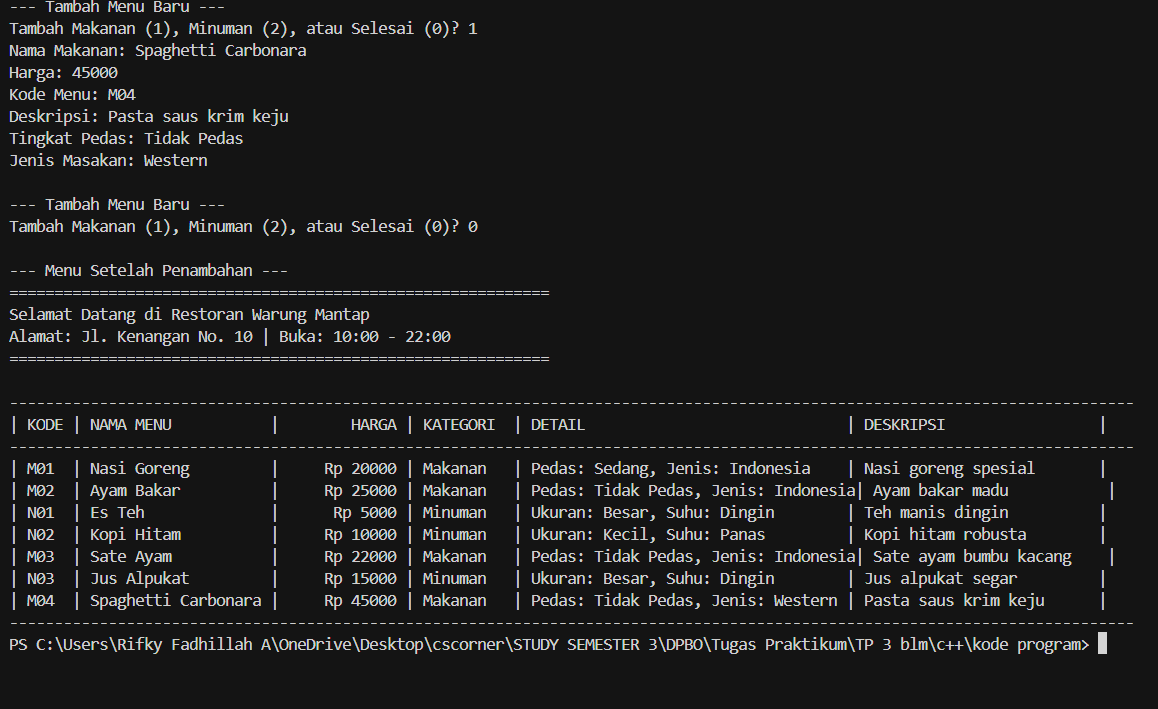 --- Tambah Menu Baru ---
Tambah Makanan (1), Minuman (2), atau Selesai (0)? 1
Nama Makanan: Spaghetti Carbonara
Harga: 45000
Kode Menu: M04
Deskripsi: Pasta saus krim keju
Tingkat Pedas: Tidak Pedas
Jenis Masakan: Western

--- Tambah Menu Baru ---
Tambah Makanan (1), Minuman (2), atau Selesai (0)? 0

--- Menu Setelah Penambahan ---
============================================================
Selamat Datang di Restoran Warung Mantap
Alamat: Jl. Kenangan No. 10 | Buka: 10:00 - 22:00
============================================================

-----------------------------------------------------------------------------------------------------------------------------
| KODE | NAMA MENU           |        HARGA | KATEGORI  | DETAIL                             | DESKRIPSI                 |
-----------------------------------------------------------------------------------------------------------------------------
| M01  | Nasi Goreng         |     Rp 20000 | Makanan   | Pedas: Sedang, Jenis: Indonesia    | Nasi goreng spesial       |
| M02  | Ayam Bakar          |     Rp 25000 | Makanan   | Pedas: Tidak Pedas, Jenis: Indonesia| Ayam bakar madu           |
| N01  | Es Teh              |      Rp 5000 | Minuman   | Ukuran: Besar, Suhu: Dingin        | Teh manis dingin          |
| N02  | Kopi Hitam          |     Rp 10000 | Minuman   | Ukuran: Kecil, Suhu: Panas         | Kopi hitam robusta        |
| M03  | Sate Ayam           |     Rp 22000 | Makanan   | Pedas: Tidak Pedas, Jenis: Indonesia| Sate ayam bumbu kacang    |
| N03  | Jus Alpukat         |     Rp 15000 | Minuman   | Ukuran: Besar, Suhu: Dingin        | Jus alpukat segar         |
| M04  | Spaghetti Carbonara |     Rp 45000 | Makanan   | Pedas: Tidak Pedas, Jenis: Western | Pasta saus krim keju      |
-----------------------------------------------------------------------------------------------------------------------------
PS C:\Users\Rifky Fadhillah A\OneDrive\Desktop\cscorner\STUDY SEMESTER 3\DPBO\Tugas Praktikum\TP 3 blm\c++\kode program>